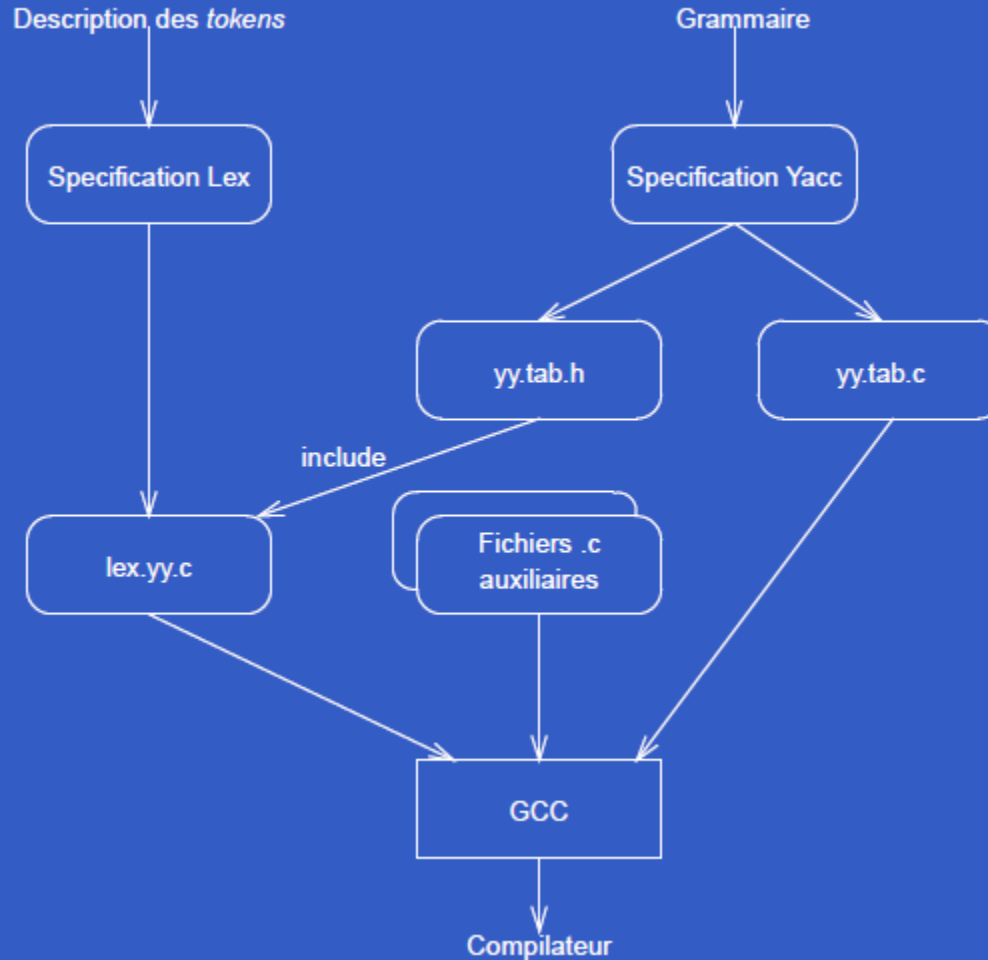 Description des tokens
Grammaire
Specification Lex
Specification Yacc
yy.tab.h
yy.tab.c
include
lex.yy.c
Fichiers .c
auxiliaires
GCC
Compilateur